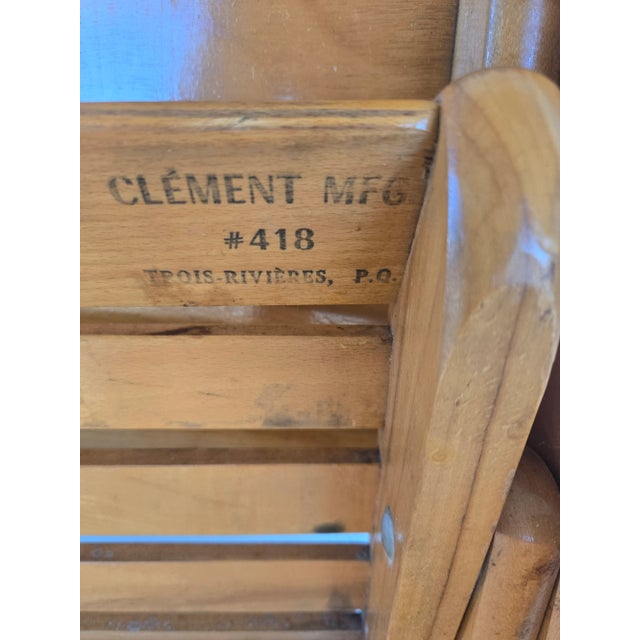 CLÉMENT MFG
#418
TROIS-RIVIÈRES, P.Q.